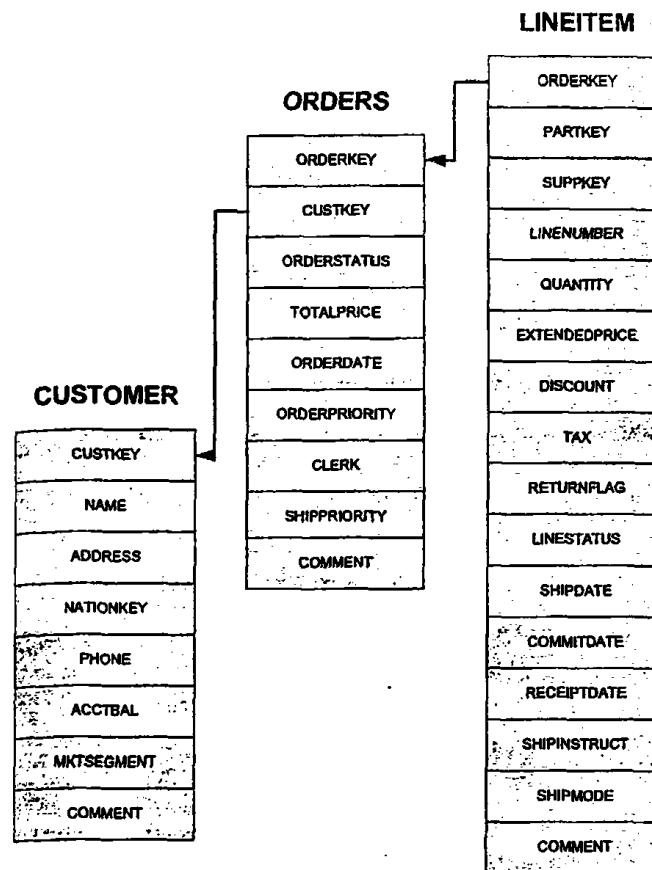 LINEITEM
ORDERKEY
PARTKEY
SUPPKEY
LINENUMBER
QUANTITY
EXTENDEDPRICE
DISCOUNT
TAX
RETURNFLAG
LINESTATUS
SHIPDATE
COMMITDATE
RECEIPTDATE
SHIPINSTRUCT
SHIPMODE
COMMENT
ORDERS
ORDERKEY
CUSTKEY
ORDERSTATUS
TOTALPRICE
ORDERDATE
ORDERPRIORITY
CLERK
SHIPPRIORITY
COMMENT
CUSTOMER
CUSTKEY
NAME
ADDRESS
NATIONKEY
PHONE
ACCTBAL
MKTSEGMENT
COMMENT